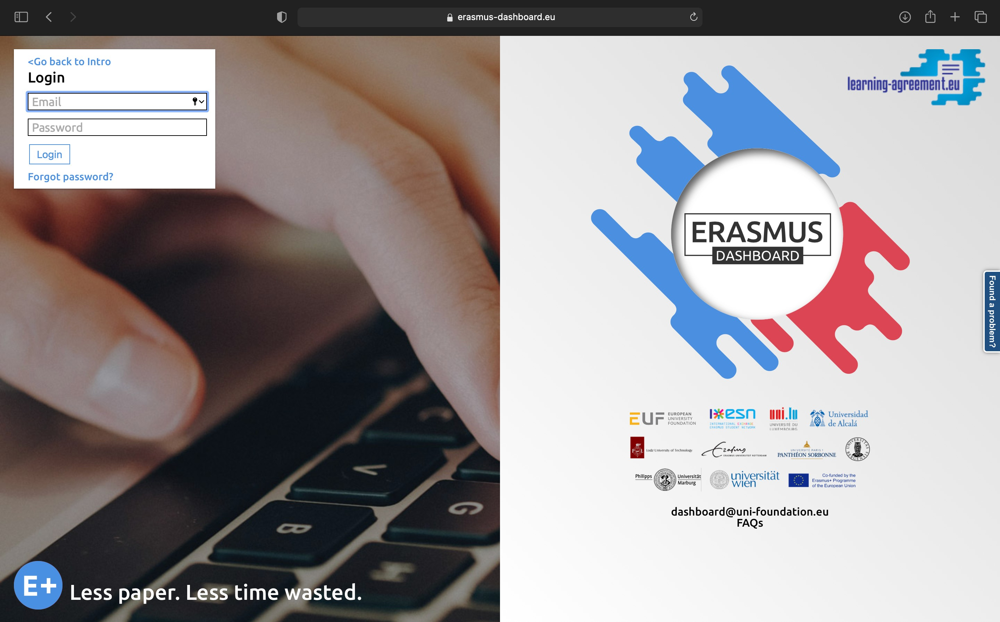 erasmus-dashboard.eu
<Go back to Intro
Login
Email
Password
Login
Forgot password?
E+
Less paper. Less time wasted.
C
V
G
B
learning-agreement.eu
ERASMUS
DASHBOARD
Found a problem?
EUF EUROPEAN
UNIVERSITY
FOUNDATION
esn
INTERNATIONAL EXCHANGE
ERASMUS STUDENT NETWORK
uni.lu
UNIVERSITÉ DU
LUXEMBOURG
Universidad
de Alcalá
Lodz University of Technology
Erasmus
ERASMUS UNIVERSITEIT ROTTERDAM
UNIVERSITÉ PARIS 1
PANTHÉON SORBONNE
UNIVERSITAS
BERGENSIS
Philipps Universität
Marburg
universität
wien
Co-funded by the
Erasmus+ Programme
of the European Union
dashboard@uni-foundation.eu
FAQs